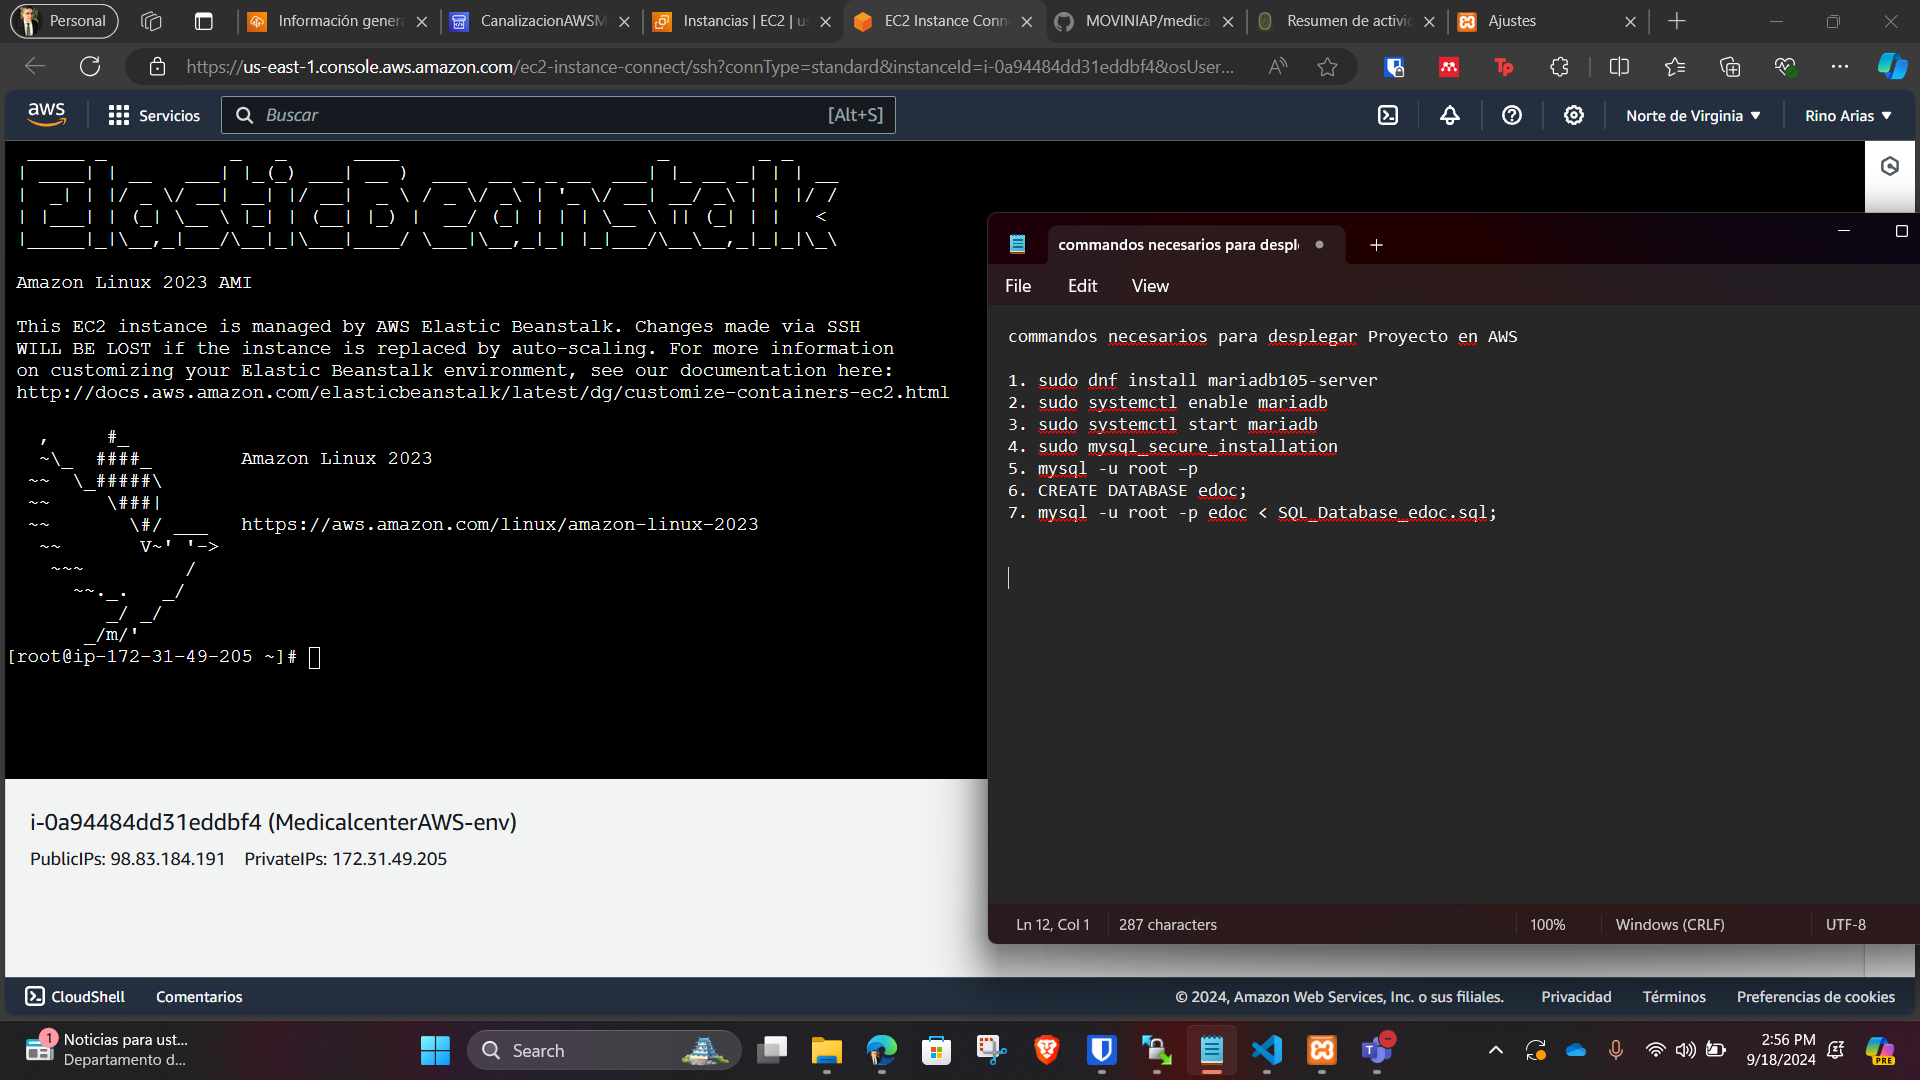 Personal
Información genera
CanalizacionAWSM
Instancias | EC2 | us
EC2 Instance Conn
MOVINIAP/medica
Resumen de activid
Ajustes
https://us-east-1.console.aws.amazon.com/ec2-instance-connect/ssh?connType=standard&instanceId=i-0a94484dd31eddbf4&osUser...
aws
Servicios
Buscar
[Alt+S]
Norte de Virginia
Rino Arias
ElasticBeanstalk
Amazon Linux 2023 AMI
This EC2 instance is managed by AWS Elastic Beanstalk. Changes made via SSH
WILL BE LOST if the instance is replaced by auto-scaling. For more information
on customizing your Elastic Beanstalk environment, see our documentation here:
http://docs.aws.amazon.com/elasticbeanstalk/latest/dg/customize-containers-ec2.html
Amazon Linux 2023
https://aws.amazon.com/linux/amazon-linux-2023
[root@ip-172-31-49-205 ~]#
commandos necesarios para despl
File
Edit
View
commandos necesarios para desplegar Proyecto en AWS
1. sudo dnf install mariadb105-server
2. sudo systemctl enable mariadb
3. sudo systemctl start mariadb
4. sudo mysql_secure_installation
5. mysql -u root –p
6. CREATE DATABASE edoc;
7. mysql -u root -p edoc < SQL_Database_edoc.sql;
Ln 12, Col 1
287 characters
100%
Windows (CRLF)
UTF-8
i-0a94484dd31eddbf4 (MedicalcenterAWS-env)
PublicIPs: 98.83.184.191 PrivateIPs: 172.31.49.205
CloudShell
Comentarios
© 2024, Amazon Web Services, Inc. o sus filiales.
Privacidad
Términos
Preferencias de cookies
1
Noticias para ust...
Departamento d...
Search
2:56 PM
9/18/2024
PRE